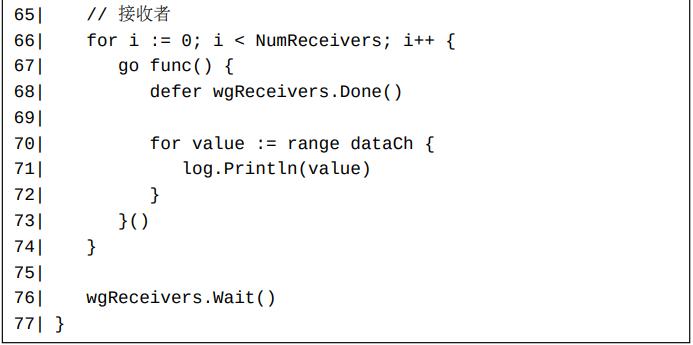 65|    // 接收者
66|    for i := 0; i < NumReceivers; i++ {
67|       go func() {
68|          defer wgReceivers.Done()
69|
70|          for value := range dataCh {
71|             log.Println(value)
72|          }
73|       }()
74|    }
75|
76|    wgReceivers.Wait()
77| }